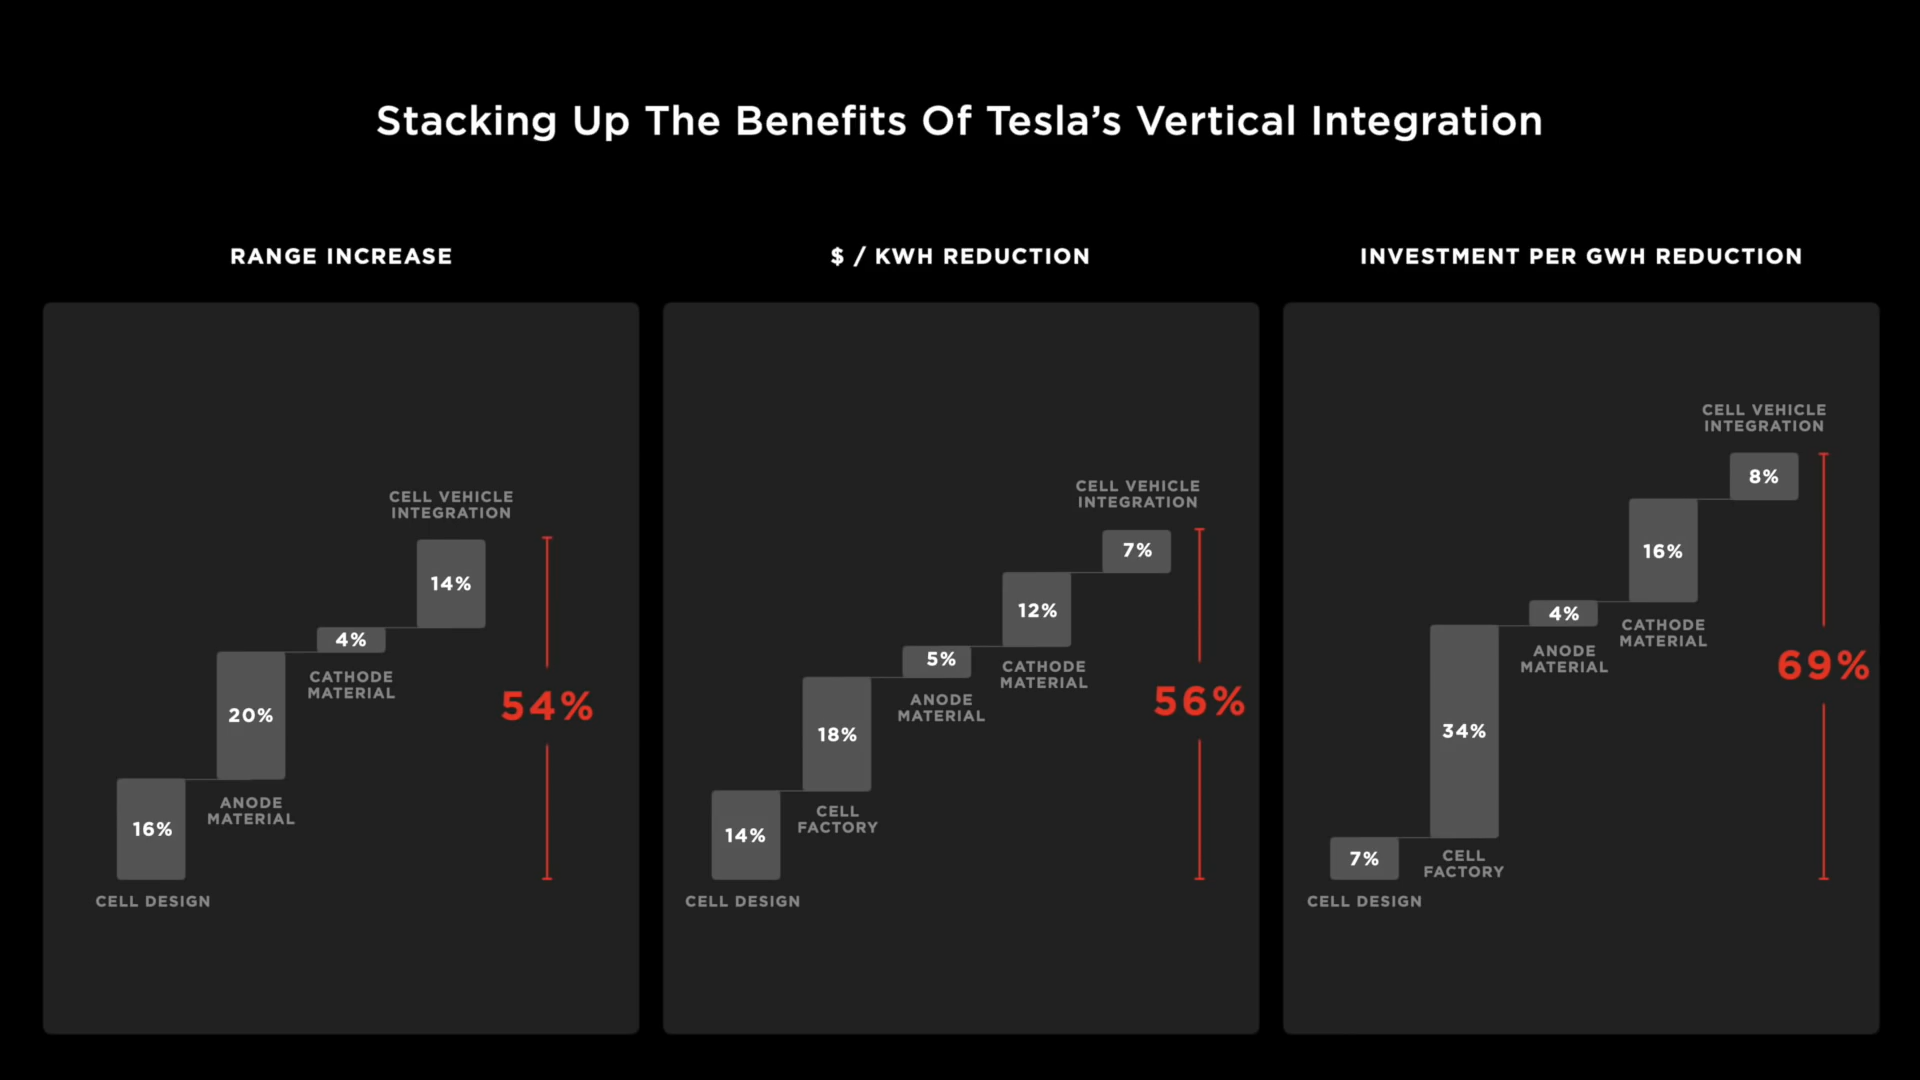 Stacking Up The Benefits Of Tesla’s Vertical Integration
RANGE INCREASE
CELL VEHICLE
INTEGRATION
14%
4%
CATHODE
MATERIAL
20%
54%
ANODE
MATERIAL
16%
CELL DESIGN
$ / KWH REDUCTION
CELL VEHICLE
INTEGRATION
7%
12%
5%
CATHODE
MATERIAL
ANODE
MATERIAL
56%
18%
CELL
FACTORY
14%
CELL DESIGN
INVESTMENT PER GWH REDUCTION
CELL VEHICLE
INTEGRATION
8%
16%
4%
CATHODE
MATERIAL
ANODE
MATERIAL
69%
34%
7%
CELL
FACTORY
CELL DESIGN